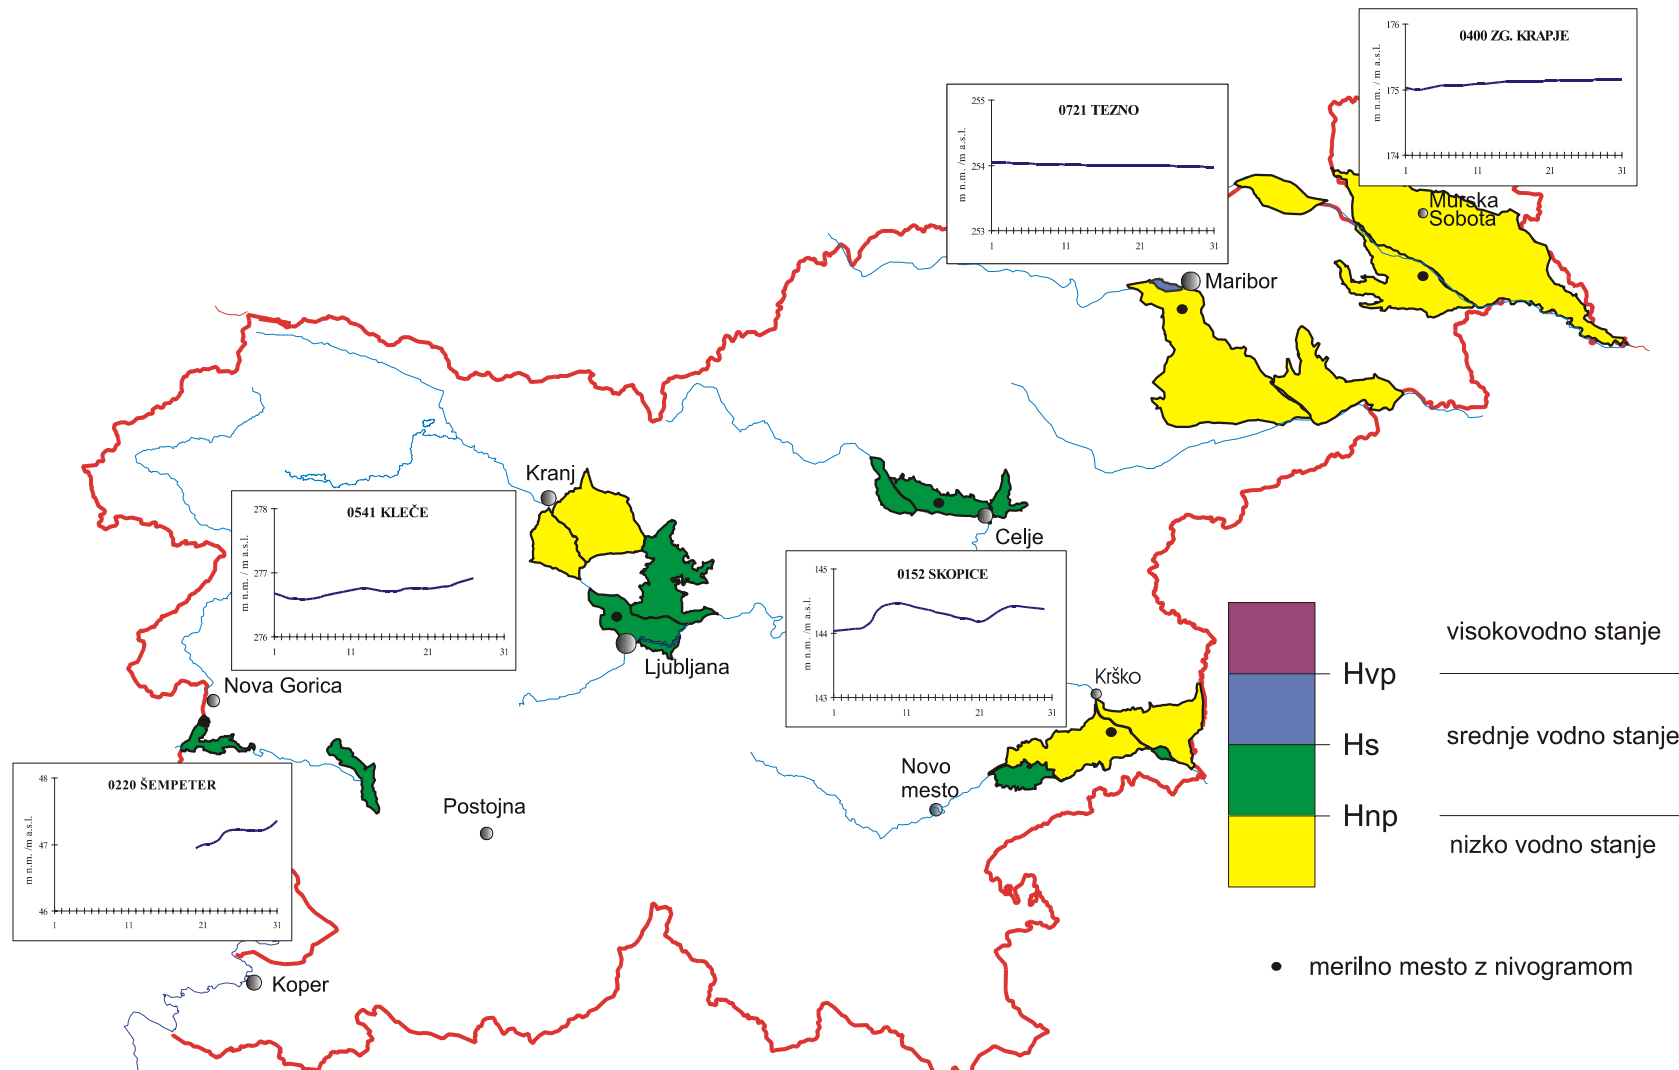 0400 ZG. KRAPJE
m n.m. / m a.s.l.
176
175
174
1 11 21 31
0721 TEZNO
m n.m. /m a.s.l.
255
254
253
1 11 21 31
Murska
Sobota
Maribor
Kranj
0541 KLEČE
m n.m. / m a.s.l.
278
277
276
1 11 21 31
Celje
0152 SKOPICE
m n.m. /m a.s.l.
145
144
143
1 11 21 31
Ljubljana
Nova Gorica
Krško
0220 ŠEMPETER
m n.m. /m a.s.l.
48
47
46
1 11 21 31
Postojna
Novo
mesto
Koper
visokovodno stanje
Hvp
Hs
srednje vodno stanje
Hnp
nizko vodno stanje
merilno mesto z nivogramom